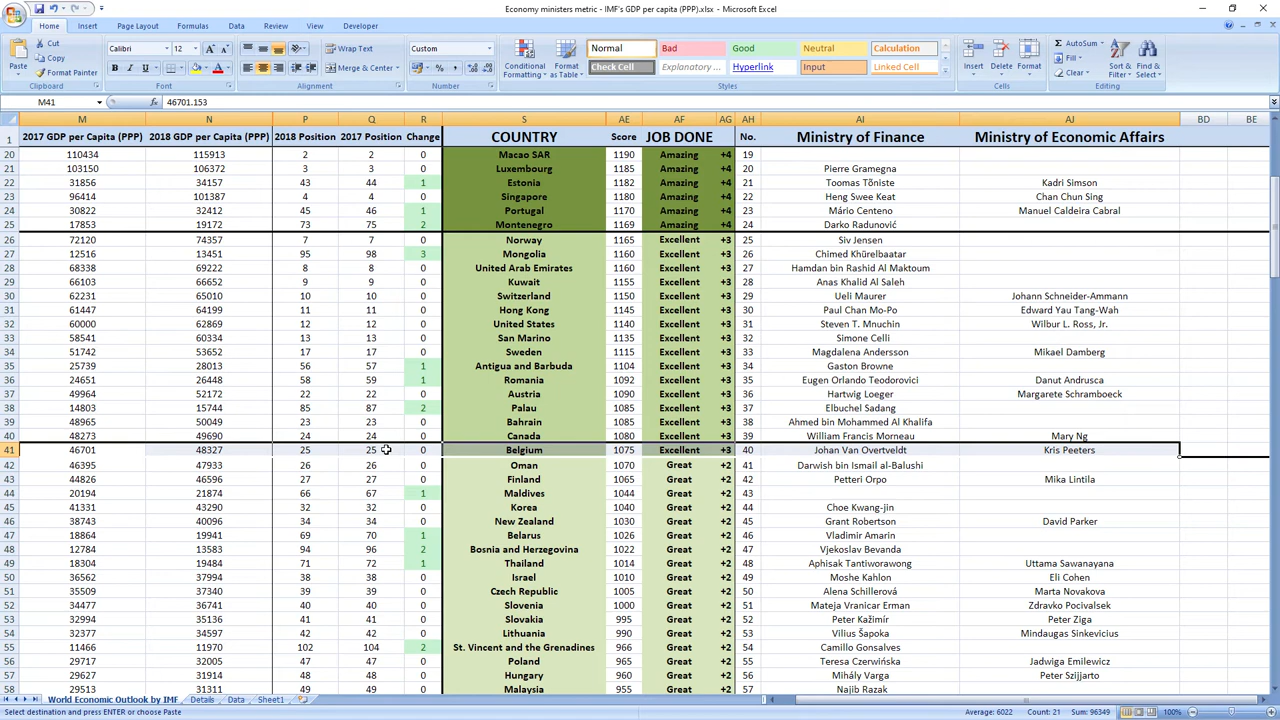 Economy ministers metric - IMF's GDP per capita (PPP).xlsx - Microsoft Excel
Home Insert Page Layout Formulas Data Review View Developer
Paste
Cut
Copy
Format Painter
Clipboard
Calibri 12
B I U
Font
Wrap Text
Merge & Center
Alignment
Custom
Number
Conditional Formatting
Format as Table
Normal Bad Good Neutral Calculation
Check Cell Explanatory ... Hyperlink Input Linked Cell
Styles
Insert Delete Format
Cells
AutoSum
Fill
Clear
Sort & Filter
Find & Select
Editing
M41 46701.153
M N P Q R S AE AF AG AH AI AJ BD BE
1 2017 GDP per Capita (PPP) 2018 GDP per Capita (PPP) 2018 Position 2017 Position Change COUNTRY Score JOB DONE No. Ministry of Finance Ministry of Economic Affairs
20 110434 115913 2 2 0 Macao SAR 1190 Amazing +4 19
21 103150 106372 3 3 0 Luxembourg 1185 Amazing +4 20 Pierre Gramegna
22 31856 34157 43 44 1 Estonia 1182 Amazing +4 21 Toomas Tõniste Kadri Simson
23 96414 101387 4 4 0 Singapore 1180 Amazing +4 22 Heng Swee Keat Chan Chun Sing
24 30822 32412 45 46 1 Portugal 1170 Amazing +4 23 Mário Centeno Manuel Caldeira Cabral
25 17853 19172 73 75 2 Montenegro 1169 Amazing +4 24 Darko Radunović
26 72120 74357 7 7 0 Norway 1165 Excellent +3 25 Siv Jensen
27 12516 13451 95 98 3 Mongolia 1160 Excellent +3 26 Chimed Khürelbaatar
28 68338 69222 8 8 0 United Arab Emirates 1160 Excellent +3 27 Hamdan bin Rashid Al Maktoum
29 66103 66652 9 9 0 Kuwait 1155 Excellent +3 28 Anas Khalid Al Saleh
30 62231 65010 10 10 0 Switzerland 1150 Excellent +3 29 Ueli Maurer Johann Schneider-Ammann
31 61447 64199 11 11 0 Hong Kong 1145 Excellent +3 30 Paul Chan Mo-Po Edward Yau Tang-Wah
32 60000 62869 12 12 0 United States 1140 Excellent +3 31 Steven T. Mnuchin Wilbur L. Ross, Jr.
33 58541 60334 13 13 0 San Marino 1135 Excellent +3 32 Simone Celli
34 51742 53652 17 17 0 Sweden 1115 Excellent +3 33 Magdalena Andersson Mikael Damberg
35 25739 28013 56 57 1 Antigua and Barbuda 1104 Excellent +3 34 Gaston Browne
36 24651 26448 58 59 1 Romania 1092 Excellent +3 35 Eugen Orlando Teodorovici Danut Andrusca
37 49964 52172 22 22 0 Austria 1090 Excellent +3 36 Hartwig Loeger Margarete Schramboeck
38 14803 15744 85 87 2 Palau 1085 Excellent +3 37 Elbuchel Sadang
39 48965 50049 23 23 0 Bahrain 1085 Excellent +3 38 Ahmed bin Mohammed Al Khalifa
40 48273 49690 24 24 0 Canada 1080 Excellent +3 39 William Francis Morneau Mary Ng
41 46701 48327 25 25 0 Belgium 1075 Excellent +3 40 Johan Van Overtveldt Kris Peeters
42 46395 47933 26 26 0 Oman 1070 Great +2 41 Darwish bin Ismail al-Balushi
43 44826 46596 27 27 0 Finland 1065 Great +2 42 Petteri Orpo Mika Lintila
44 20194 21874 66 67 1 Maldives 1044 Great +2 43
45 41331 43290 32 32 0 Korea 1040 Great +2 44 Choe Kwang-jin
46 38743 40096 34 34 0 New Zealand 1030 Great +2 45 Grant Robertson David Parker
47 18864 19941 69 70 1 Belarus 1026 Great +2 46 Vladimir Amarin
48 12784 13583 94 96 2 Bosnia and Herzegovina 1022 Great +2 47 Vjekoslav Bevanda
49 18304 19484 71 72 1 Thailand 1014 Great +2 48 Aphisak Tantiworawong Uttama Sawanayana
50 36562 37994 38 38 0 Israel 1010 Great +2 49 Moshe Kahlon Eli Cohen
51 35509 37340 39 39 0 Czech Republic 1005 Great +2 50 Alena Schillerová Marta Novakova
52 34477 36741 40 40 0 Slovenia 1000 Great +2 51 Mateja Vranicar Erman Zdravko Pocivalsek
53 32994 35136 41 41 0 Slovakia 995 Great +2 52 Peter Kažimír Peter Ziga
54 32377 34597 42 42 0 Lithuania 990 Great +2 53 Vilius Šapoka Mindaugas Sinkevicius
55 11466 11970 102 104 2 St. Vincent and the Grenadines 966 Great +2 54 Camillo Gonsalves
56 29717 32005 47 47 0 Poland 965 Great +2 55 Teresa Czerwińska Jadwiga Emilewicz
57 29657 31914 48 48 0 Hungary 960 Great +2 56 Mihály Varga Peter Szijjarto
58 29513 31311 49 49 0 Malaysia 955 Great +2 57 Najib Razak
World Economic Outlook by IMF Details Data Sheet1
Select destination and press ENTER or choose Paste Average: 6022 Count: 21 Sum: 96349 100%